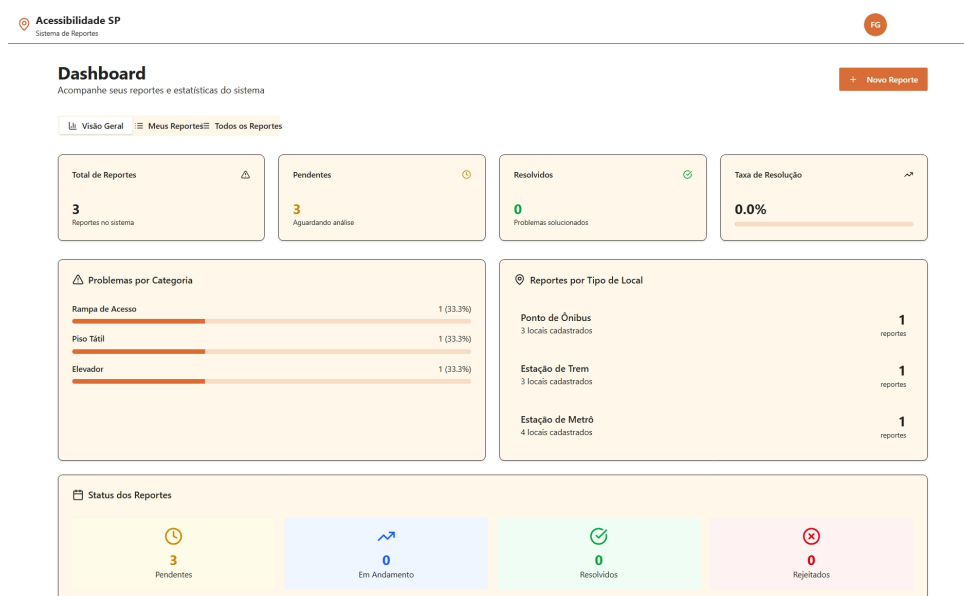 Acessibilidade SP
Sistema de Reportes
FG
Dashboard
Acompanhe seus reportes e estatísticas do sistema
+ Novo Reporte
Visão Geral
Meus Reportes
Todos os Reportes
Total de Reportes
3
Reportes no sistema
Pendentes
3
Aguardando análise
Resolvidos
0
Problemas solucionados
Taxa de Resolução
0.0%
Problemas por Categoria
Rampa de Acesso 1 (33.3%)
Piso Tátil 1 (33.3%)
Elevador 1 (33.3%)
Reportes por Tipo de Local
Ponto de Ônibus
3 locais cadastrados
1
reportes
Estação de Trem
3 locais cadastrados
1
reportes
Estação de Metrô
4 locais cadastrados
1
reportes
Status dos Reportes
3
Pendentes
0
Em Andamento
0
Resolvidos
0
Rejeitados